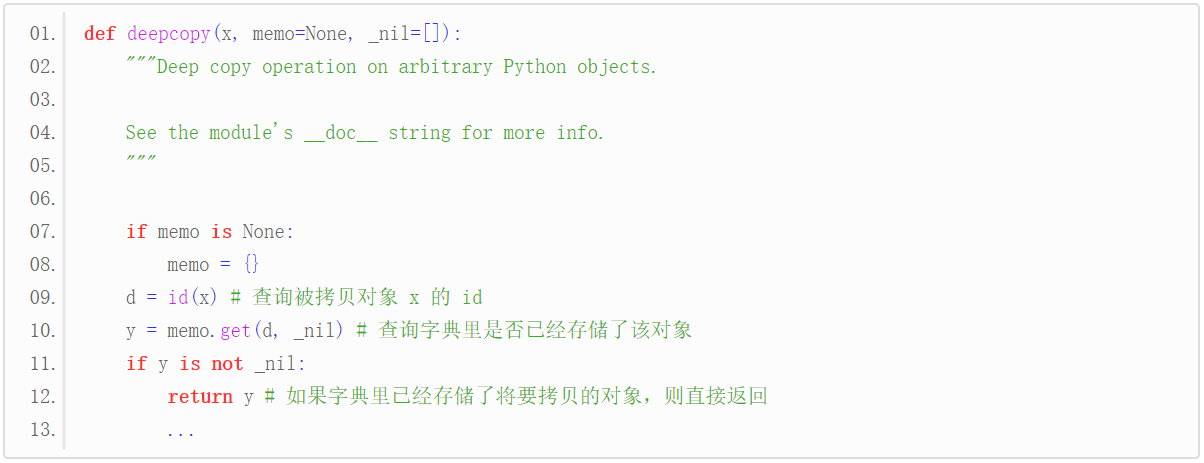 01. def deepcopy(x, memo=None, _nil=[]):
02.     """Deep copy operation on arbitrary Python objects.
03.
04.     See the module's __doc__ string for more info.
05.     """
06.
07.     if memo is None:
08.         memo = {}
09.     d = id(x) # 查询被拷贝对象 x 的 id
10.     y = memo.get(d, _nil) # 查询字典里是否已经存储了该对象
11.     if y is not _nil:
12.         return y # 如果字典里已经存储了将要拷贝的对象，则直接返回
13.         ...